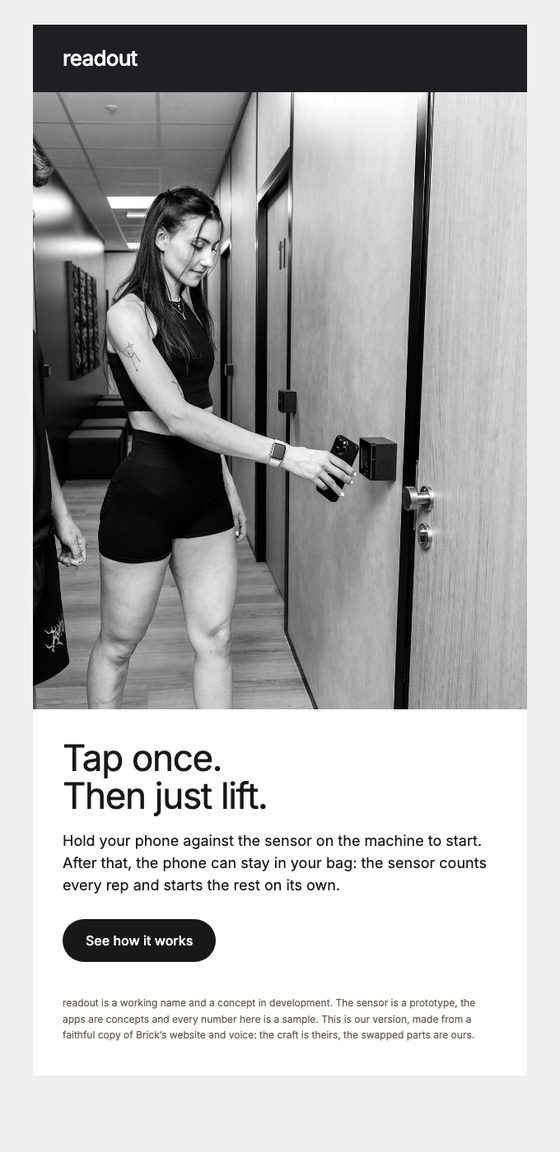 readout
Tap once.
Then just lift.
Hold your phone against the sensor on the machine to start.
After that, the phone can stay in your bag: the sensor counts
every rep and starts the rest on its own.
See how it works
readout is a working name and a concept in development. The sensor is a prototype, the
apps are concepts and every number here is a sample. This is our version, made from a
faithful copy of Brick’s website and voice: the craft is theirs, the swapped parts are ours.